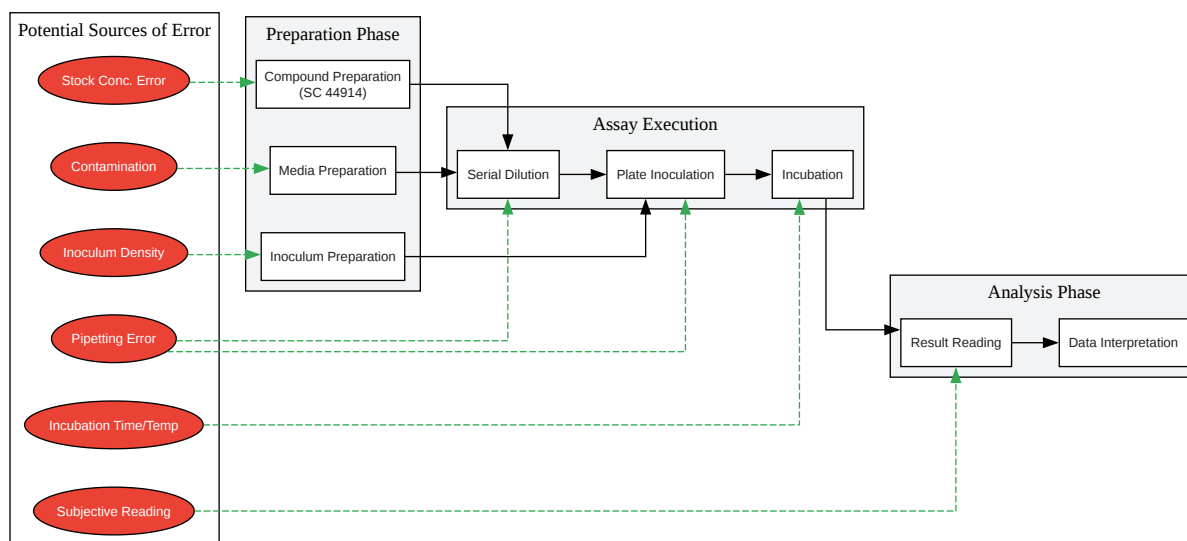 Potential Sources of Error
Stock Conc. Error
Contamination
Inoculum Density
Pipetting Error
Incubation Time/Temp
Subjective Reading
Preparation Phase
Compound Preparation
(SC 44914)
Media Preparation
Inoculum Preparation
Assay Execution
Serial Dilution
Plate Inoculation
Incubation
Analysis Phase
Result Reading
Data Interpretation